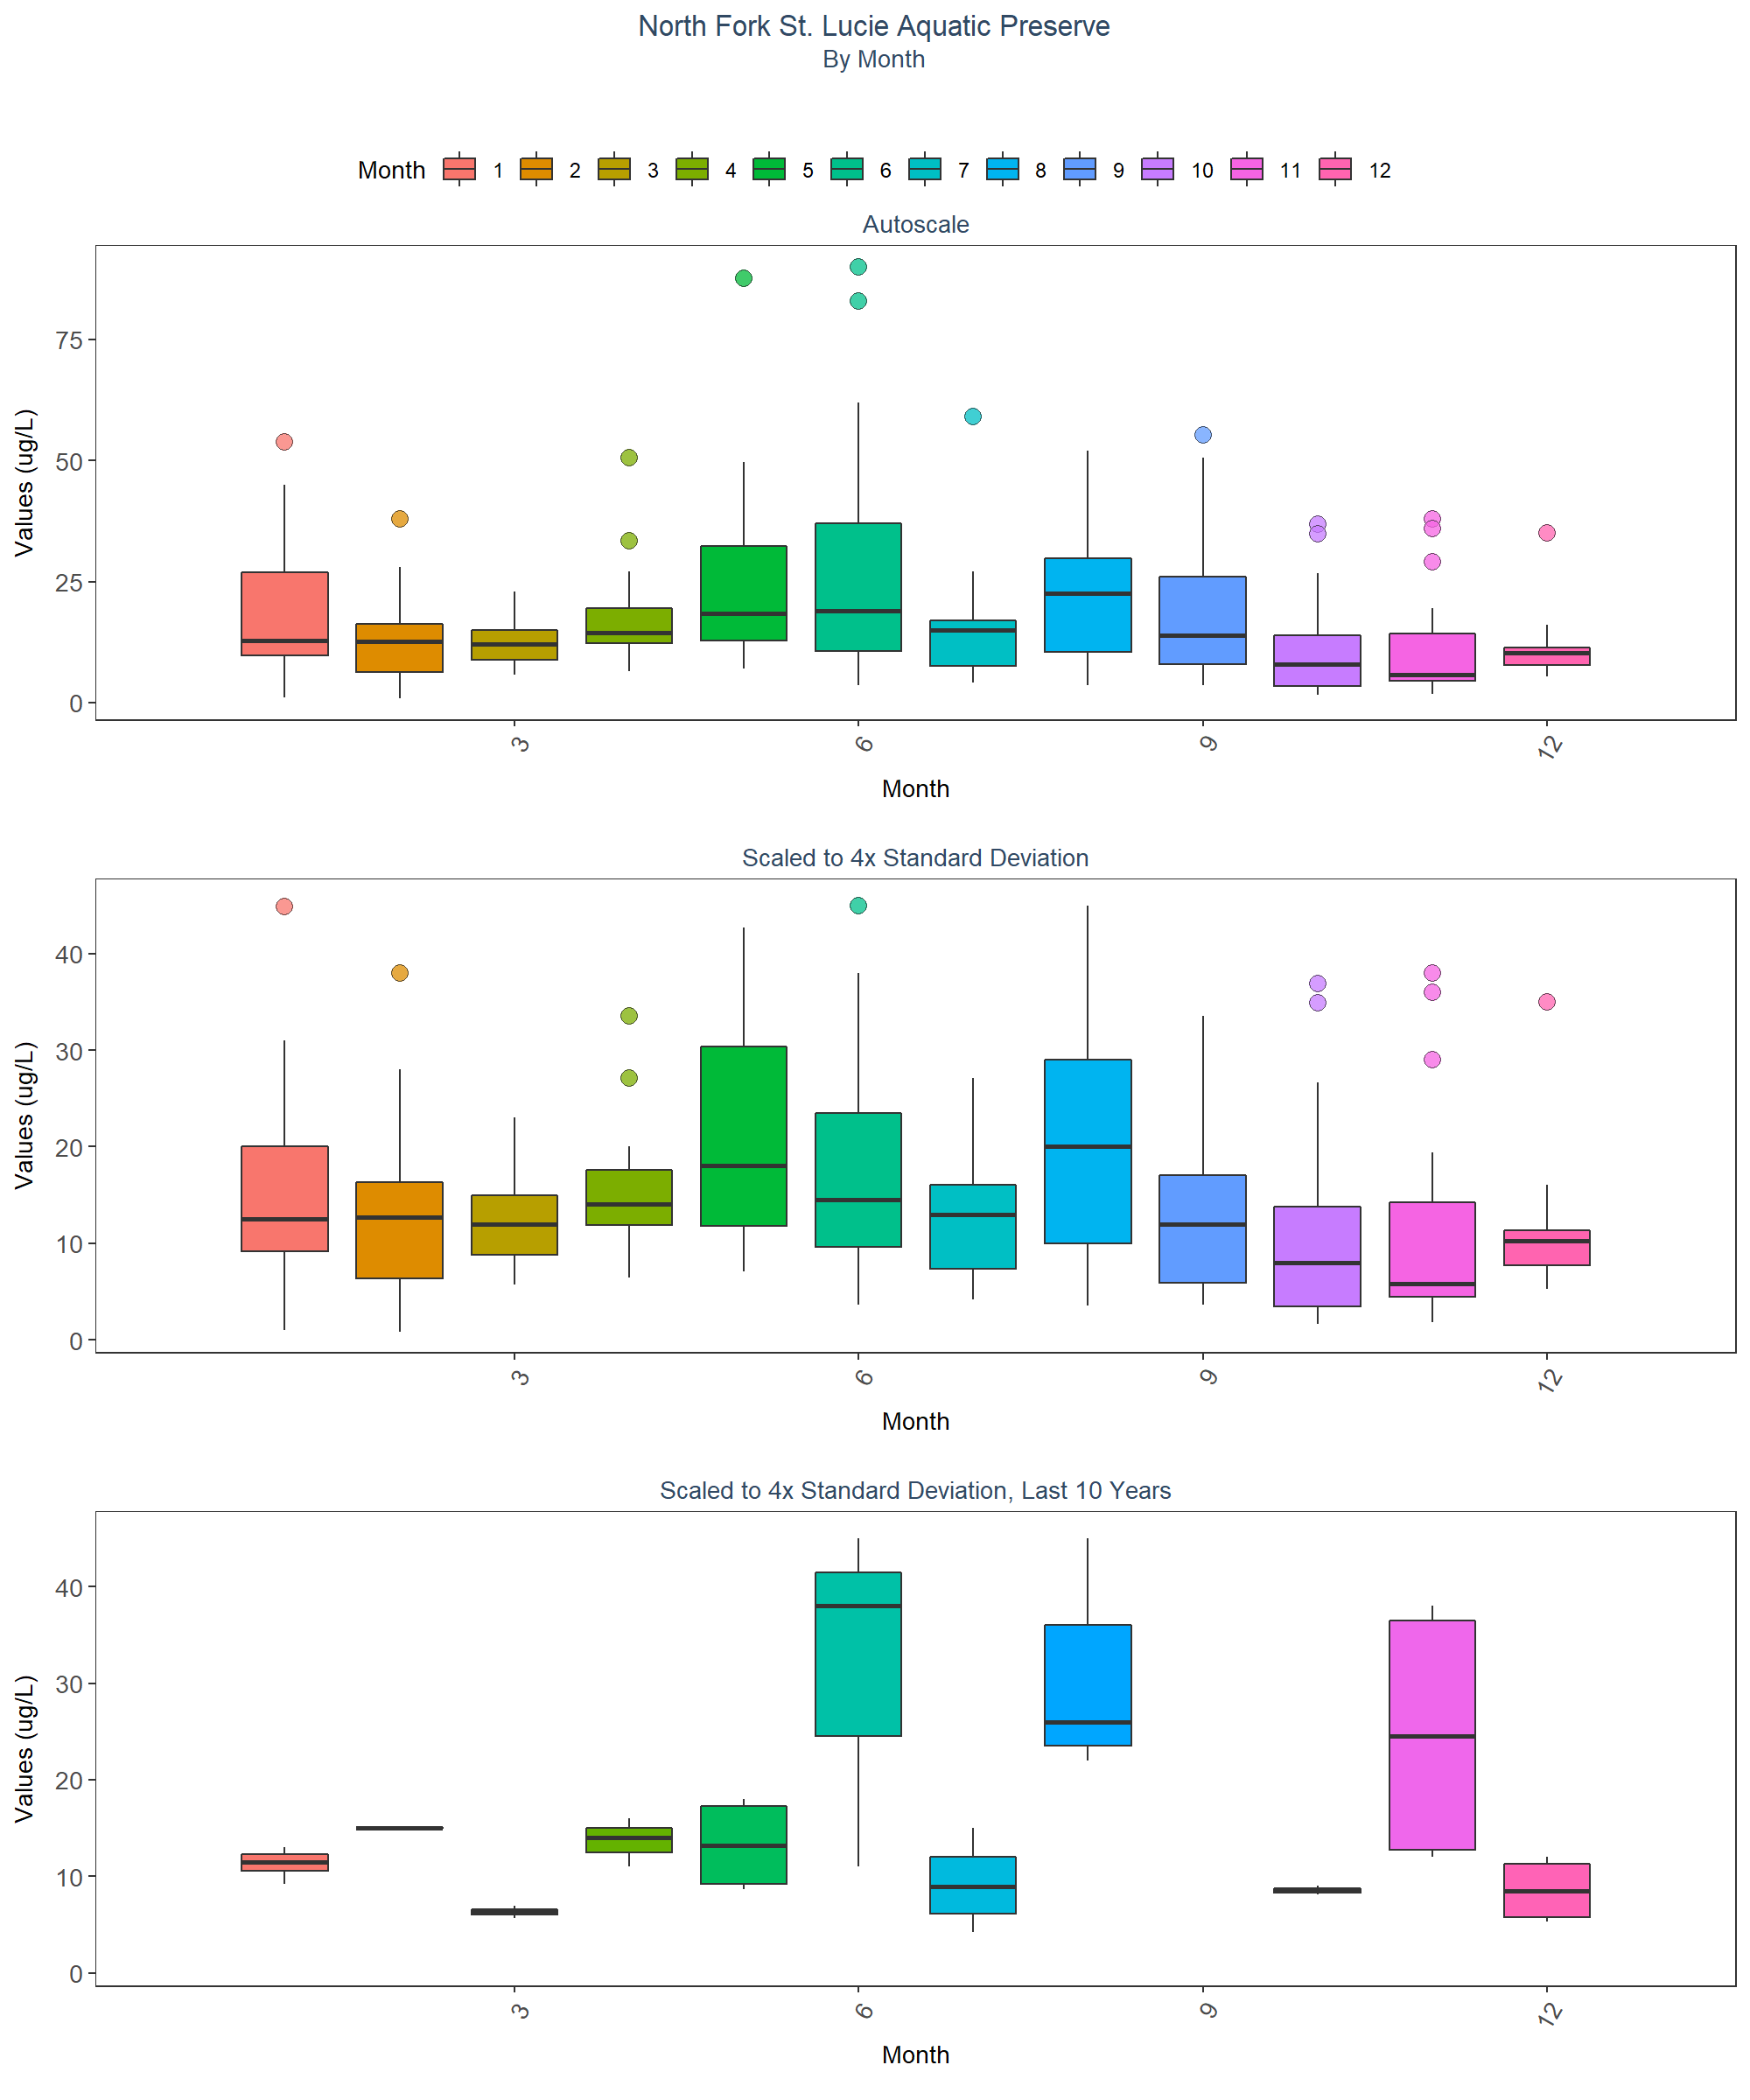 North Fork St. Lucie Aquatic Preserve
By Month
Month 1 2 3 4 5 6 7 8 9 10 11 12
Autoscale
Values (ug/L)
75
50
25
0
3 6 9 12
Month
Scaled to 4x Standard Deviation
Values (ug/L)
40
30
20
10
0
3 6 9 12
Month
Scaled to 4x Standard Deviation, Last 10 Years
Values (ug/L)
40
30
20
10
0
3 6 9 12
Month